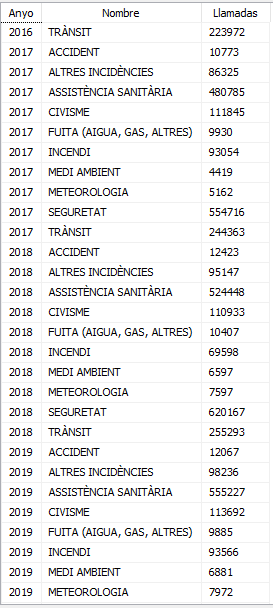 Anyo Nombre Llamadas
2016 TRÀNSIT 223972
2017 ACCIDENT 10773
2017 ALTRES INCIDÈNCIES 86325
2017 ASSISTÈNCIA SANITÀRIA 480785
2017 CIVISME 111845
2017 FUITA (AIGUA, GAS, ALTRES) 9930
2017 INCENDI 93054
2017 MEDI AMBIENT 4419
2017 METEOROLOGIA 5162
2017 SEGURETAT 554716
2017 TRÀNSIT 244363
2018 ACCIDENT 12423
2018 ALTRES INCIDÈNCIES 95147
2018 ASSISTÈNCIA SANITÀRIA 524448
2018 CIVISME 110933
2018 FUITA (AIGUA, GAS, ALTRES) 10407
2018 INCENDI 69598
2018 MEDI AMBIENT 6597
2018 METEOROLOGIA 7597
2018 SEGURETAT 620167
2018 TRÀNSIT 255293
2019 ACCIDENT 12067
2019 ALTRES INCIDÈNCIES 98236
2019 ASSISTÈNCIA SANITÀRIA 555227
2019 CIVISME 113692
2019 FUITA (AIGUA, GAS, ALTRES) 9885
2019 INCENDI 93566
2019 MEDI AMBIENT 6881
2019 METEOROLOGIA 7972